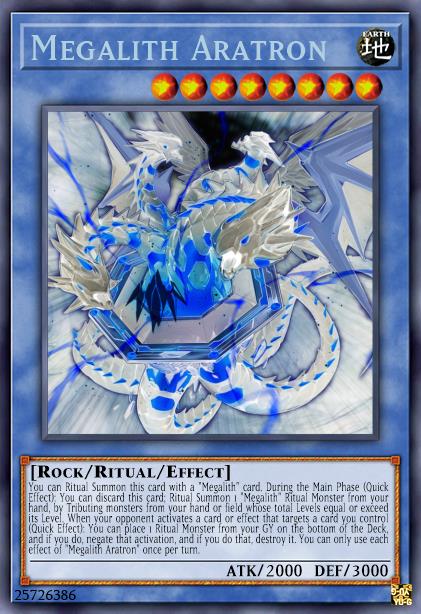 Megalith Aratron
EARTH
地
[Rock/Ritual/Effect]
You can Ritual Summon this card with a "Megalith" card. During the Main Phase (Quick
Effect): You can discard this card; Ritual Summon 1 "Megalith" Ritual Monster from your
hand, by Tributing monsters from your hand or field whose total Levels equal or exceed
its Level. When your opponent activates a card or effect that targets a card you control
(Quick Effect): You can place 1 Ritual Monster from your GY on the bottom of the Deck,
and if you do, negate that activation, and if you do that, destroy it. You can only use each
effect of "Megalith Aratron" once per turn.
ATK/2000 DEF/3000
25726386